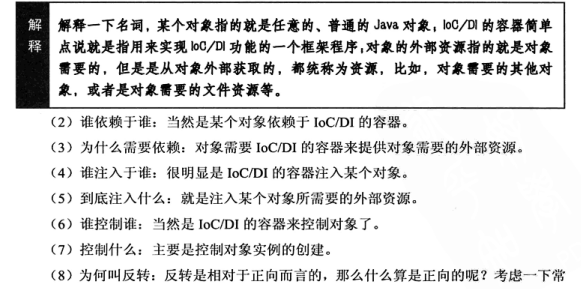 解释
解释一下名词，某个对象指的就是任意的、普通的 Java 对象，IoC/DI 的容器简单
点说就是指用来实现 IoC/DI 功能的一个框架程序；对象的外部资源指的就是对象
需要的，但是是从对象外部获取的，都统称为资源，比如，对象需要的其他对
象，或者是对象需要的文件资源等。
（2）谁依赖于谁：当然是某个对象依赖于 IoC/DI 的容器。
（3）为什么需要依赖：对象需要 IoC/DI 的容器来提供对象需要的外部资源。
（4）谁注入于谁：很明显是 IoC/DI 的容器注入某个对象。
（5）到底注入什么：就是注入某个对象所需要的外部资源。
（6）谁控制谁：当然是 IoC/DI 的容器来控制对象了。
（7）控制什么：主要是控制对象实例的创建。
（8）为何叫反转：反转是相对于正向而言的，那么什么算是正向的呢？考虑一下常